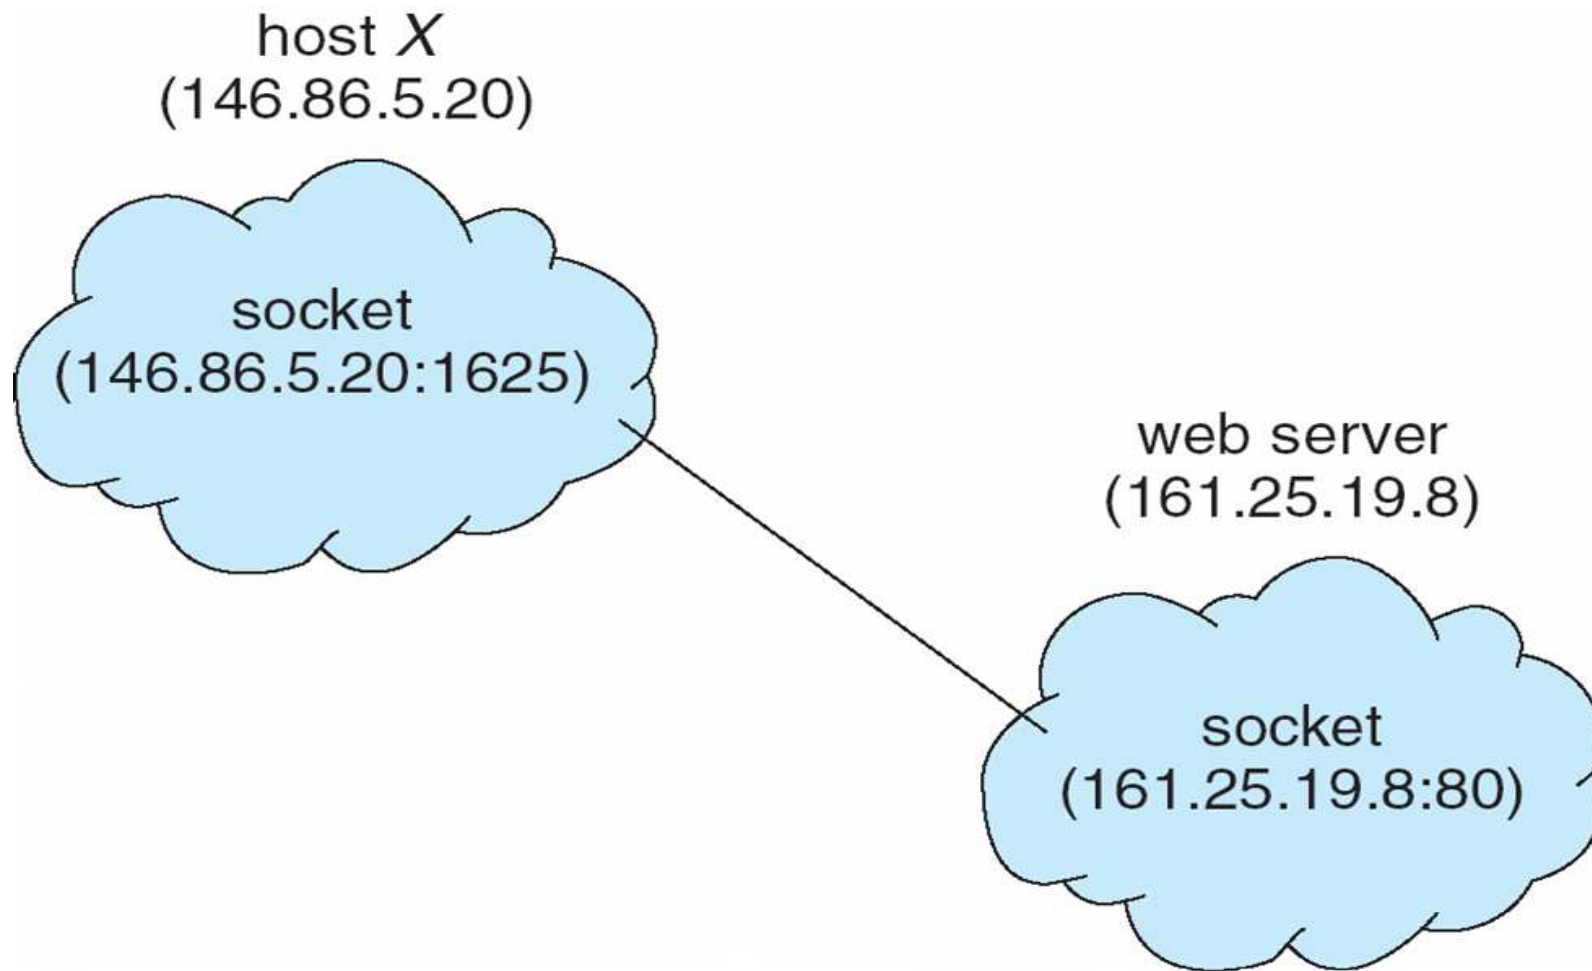 host X
(146.86.5.20)
socket
(146.86.5.20:1625)
web server
(161.25.19.8)
socket
(161.25.19.8:80)